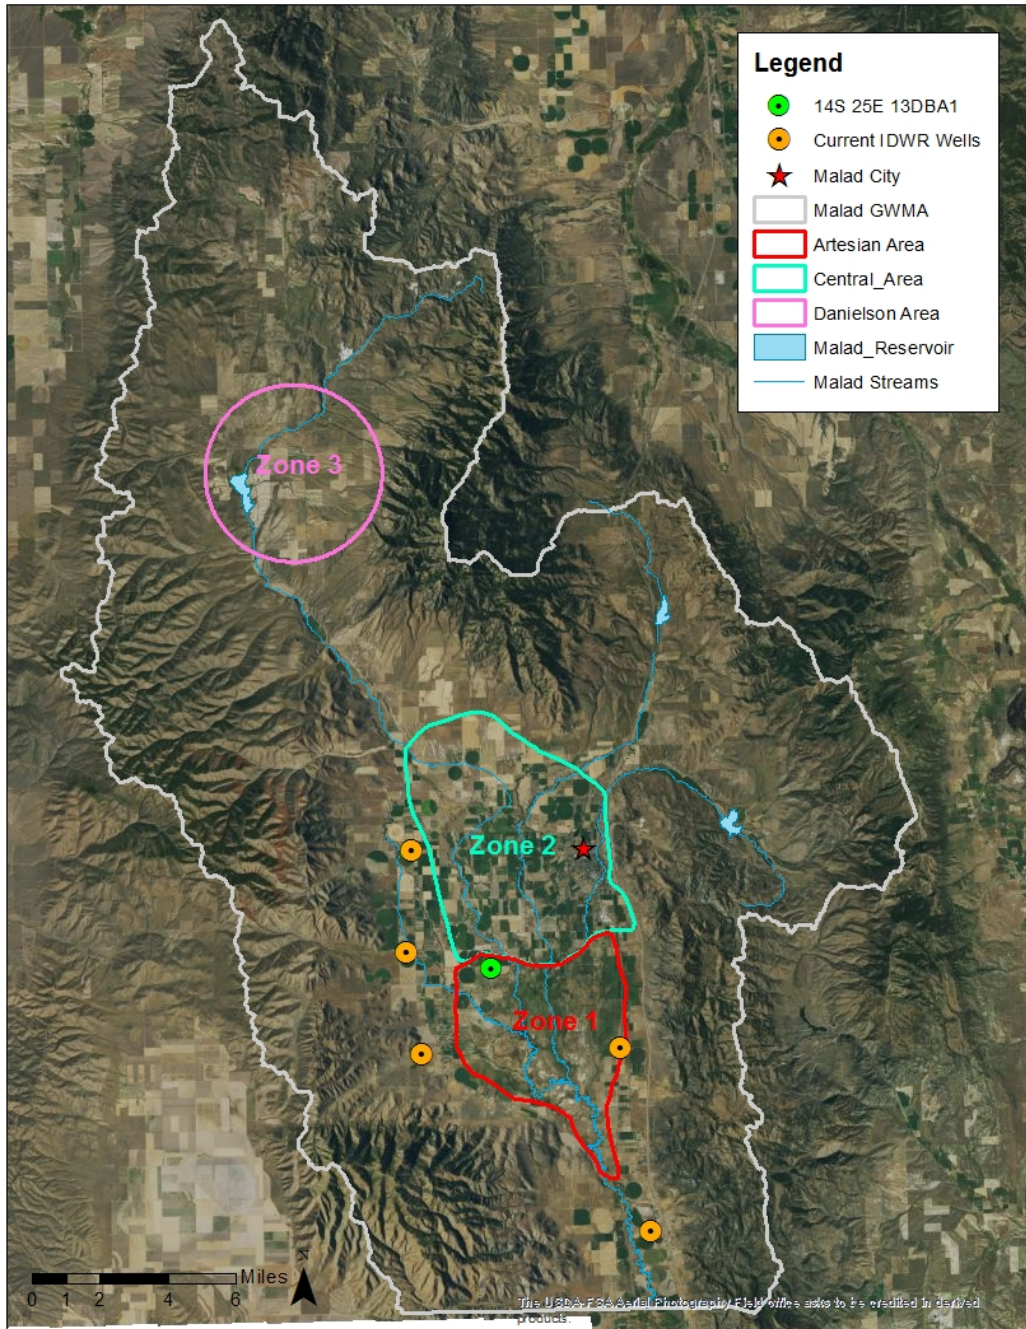 Legend
14S 25E 13DBA1
Current IDWR Wells
Malad City
Malad GWMA
Artesian Area
Central_Area
Danielson Area
Malad_Reservoir
Malad Streams
Zone 3
Zone 2
Zone 1
Miles
0 1 2 4 6
The USDA-FSA Aerial Photography Field office asks to be credited in derived
products.